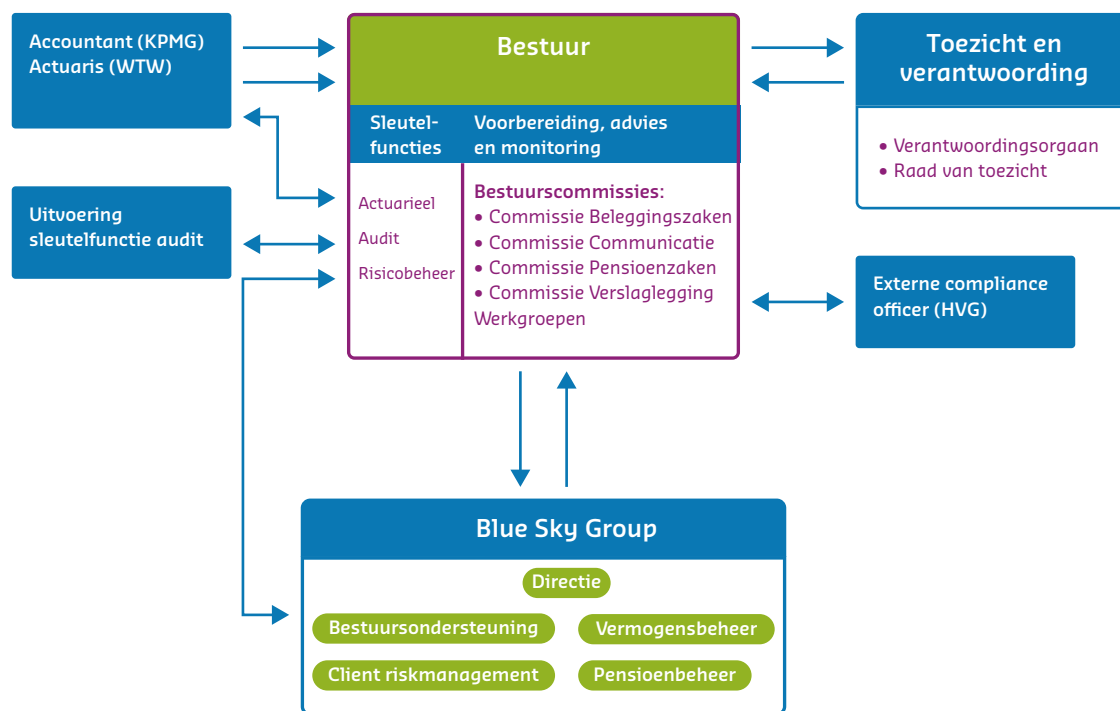 Accountant (KPMG)
Actuaris (WTW)
Uitvoering
sleutelfunctie audit
Bestuur
Sleutel-
functies
Voorbereiding, advies
en monitoring
Actuarieel
Audit
Risicobeheer
Bestuurscommissies:
• Commissie Beleggingszaken
• Commissie Communicatie
• Commissie Pensioenzaken
• Commissie Verslaglegging
Werkgroepen
Toezicht en
verantwoording
• Verantwoordingsorgaan
• Raad van toezicht
Externe compliance
officer (HVG)
Blue Sky Group
Directie
Bestuursondersteuning
Vermogensbeheer
Client riskmanagement
Pensioenbeheer